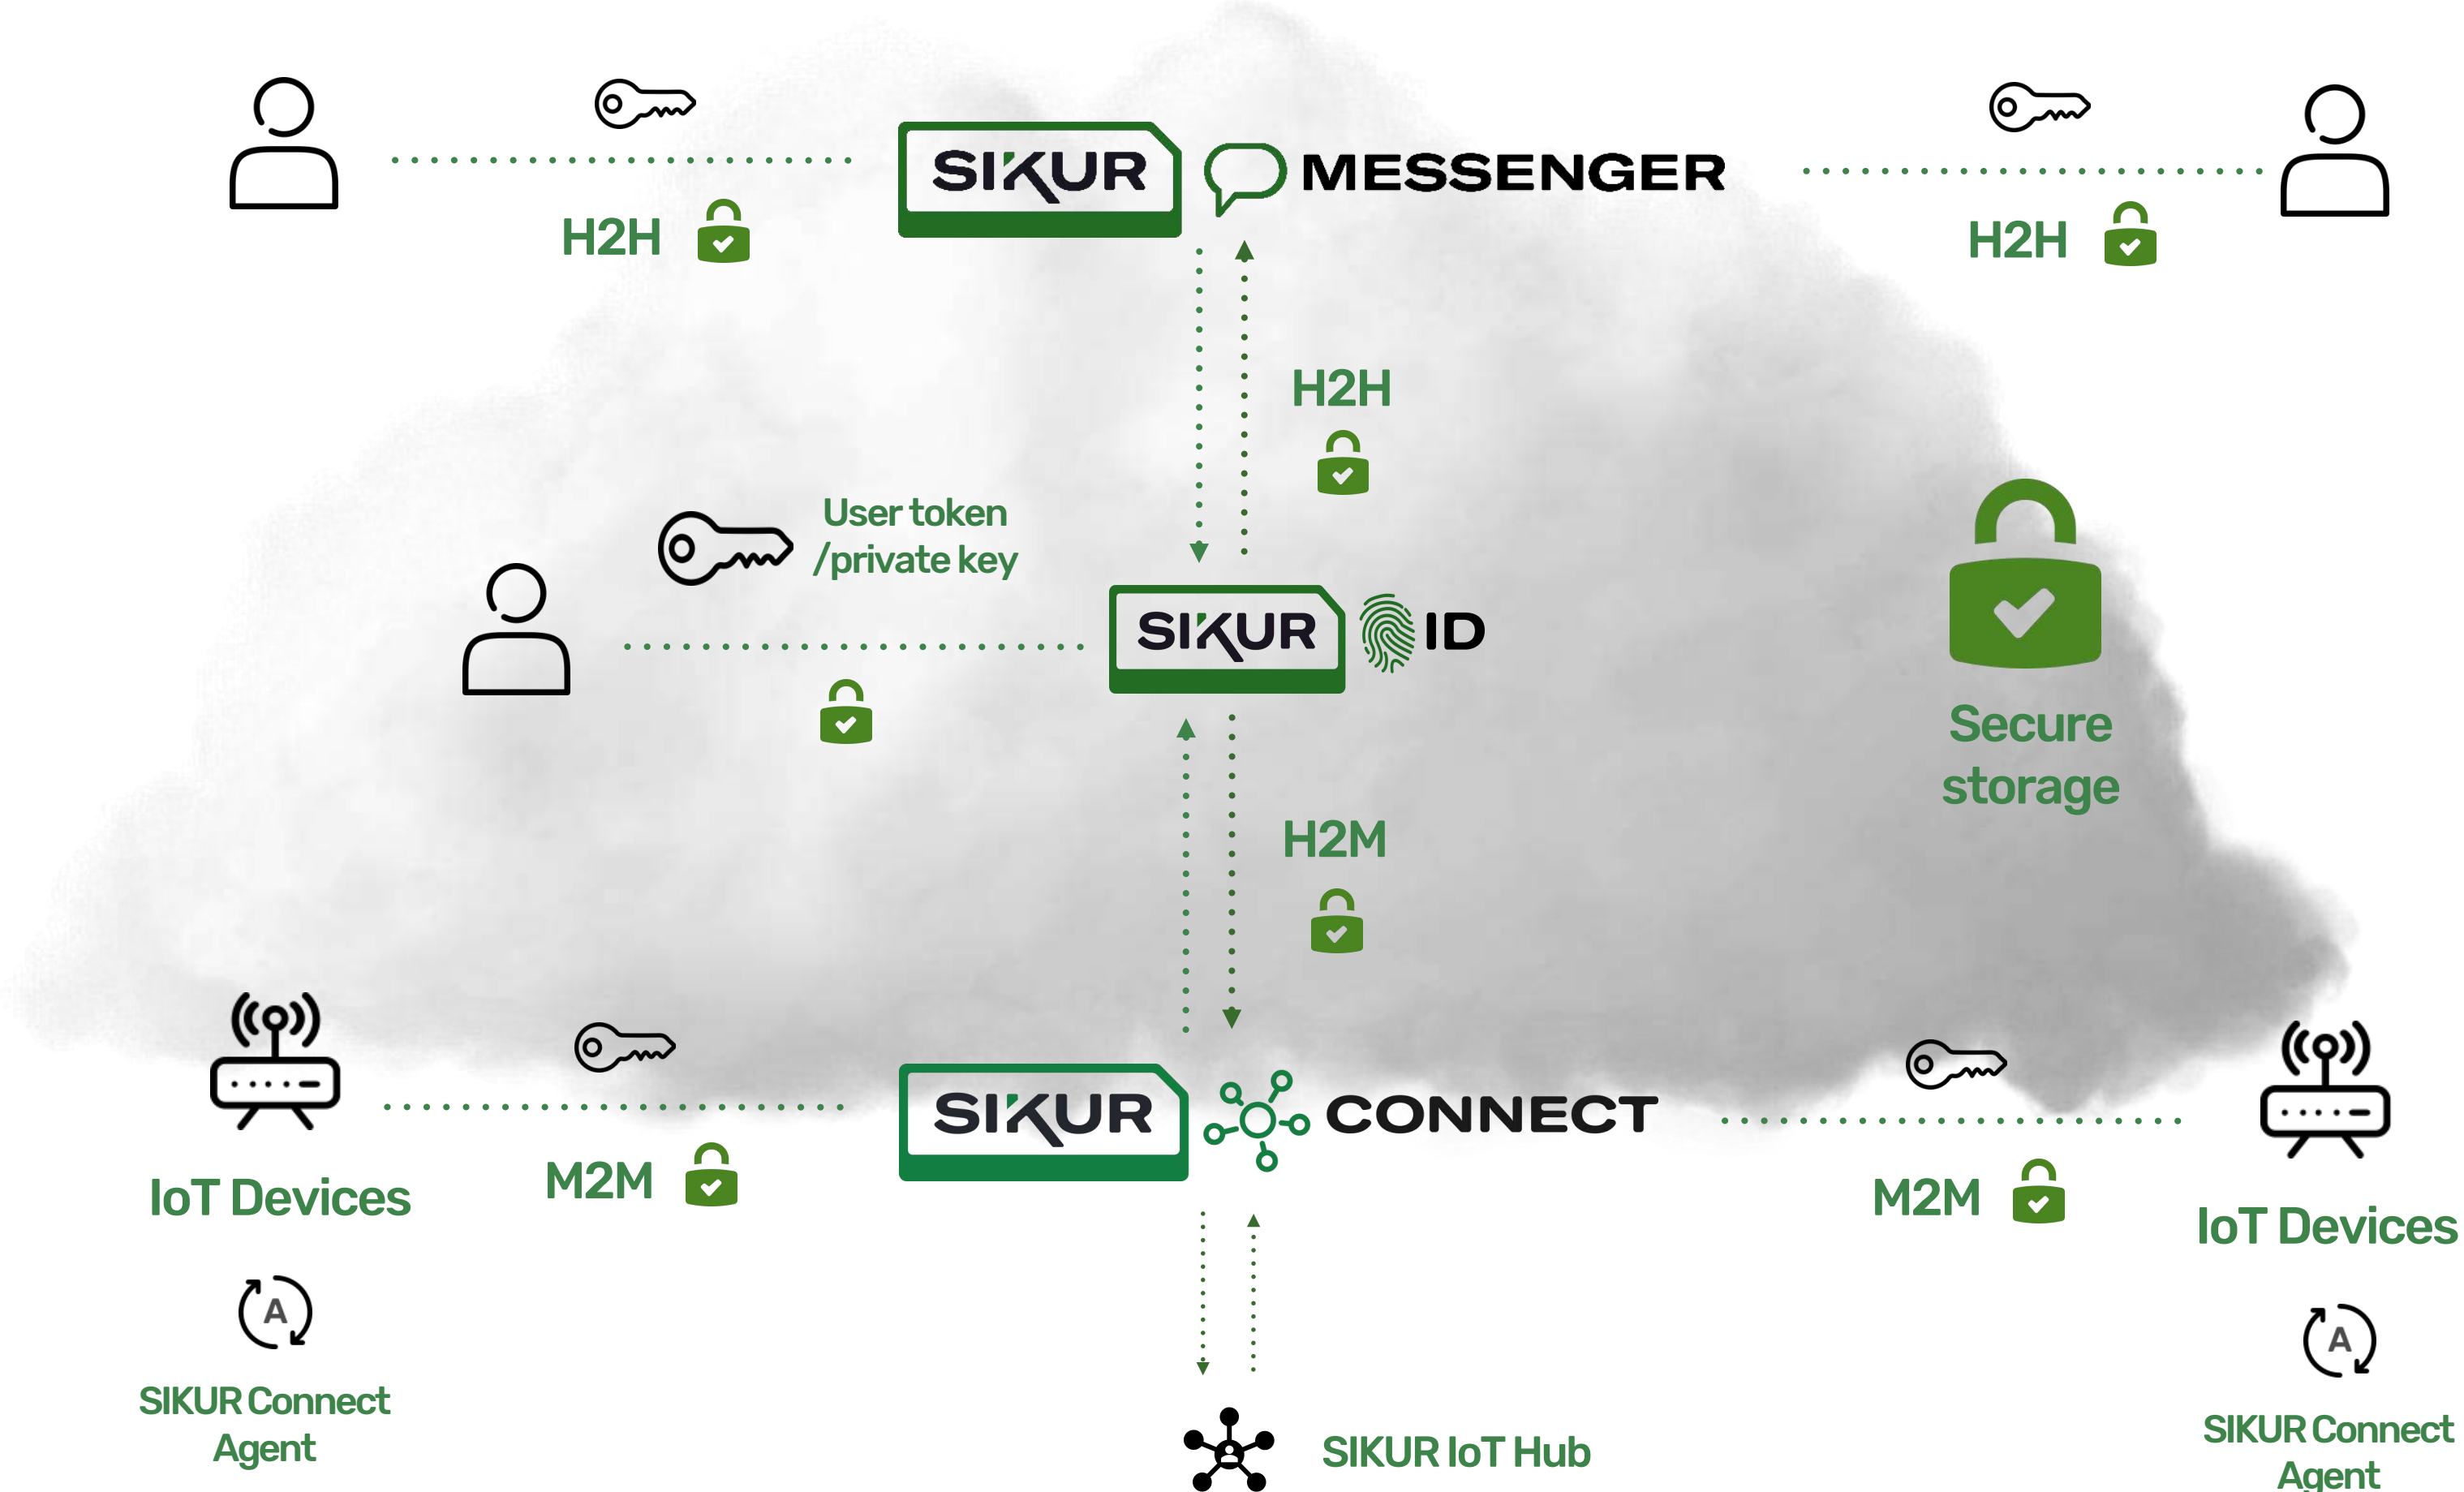 SIKUR MESSENGER
H2H
H2H
H2H
User token
/private key
SIKUR ID
Secure
storage
H2M
SIKUR CONNECT
M2M
M2M
IoT Devices
IoT Devices
A
A
SIKUR Connect
Agent
SIKUR Connect
Agent
SIKUR IoT Hub